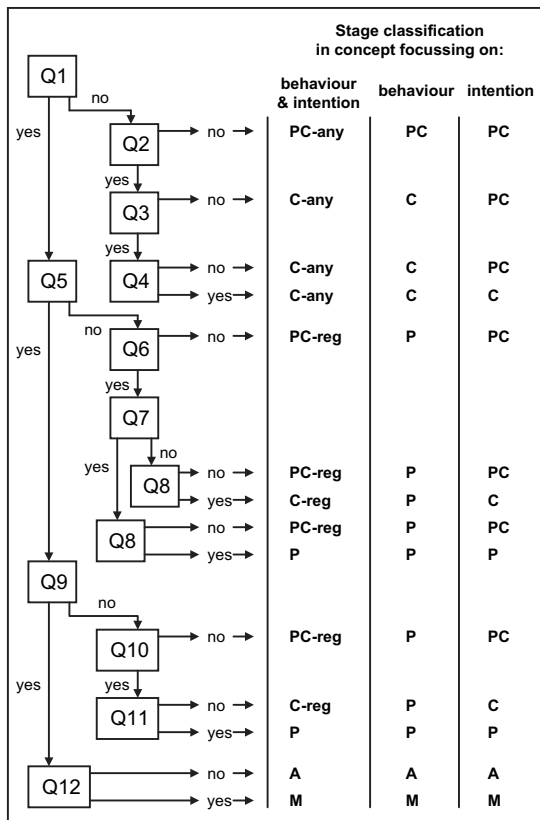 Stage classification
in concept focussing on:
behaviour
& intention
behaviour
intention
Q1
no
yes
Q2
no
PC-any
PC
PC
yes
Q3
no
C-any
C
PC
yes
Q5
Q4
no
C-any
C
PC
yes
C-any
C
C
no
yes
Q6
no
PC-reg
P
PC
yes
Q7
no
yes
Q8
no
PC-reg
P
PC
yes
C-reg
P
C
Q8
no
PC-reg
P
PC
yes
P
P
P
Q9
no
yes
Q10
no
PC-reg
P
PC
yes
Q11
no
C-reg
P
C
yes
P
P
P
Q12
no
A
A
A
yes
M
M
M